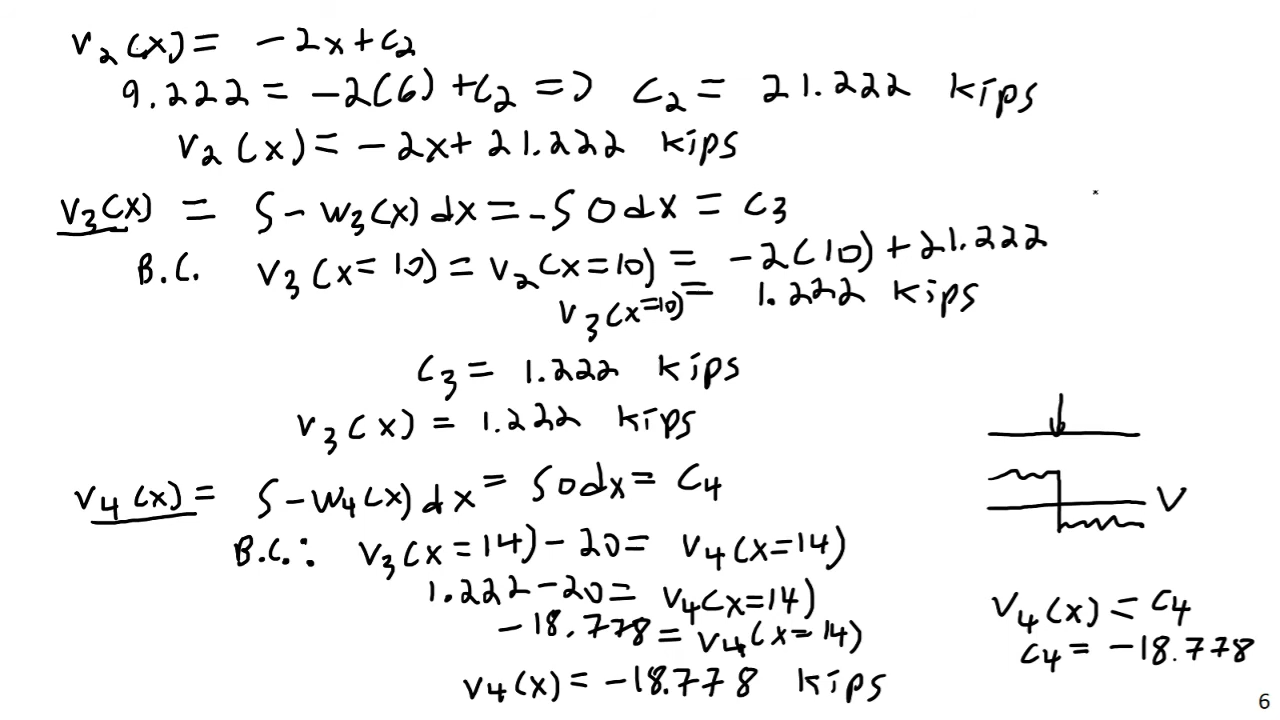 v₂(x) = -2x + c₂
9.222 = -2(6) + c₂ => c₂ = 21.222 kips
v₂(x) = -2x + 21.222 kips
v₃(x) = ∫ - w₃(x) dx = -∫ 0 dx = c₃
B.C. v₃(x = 10) = v₂(x = 10) = -2(10) + 21.222
v₃(x=10) = 1.222 kips
c₃ = 1.222 kips
v₃(x) = 1.222 kips
v₄(x) = ∫ - w₄(x) dx = ∫ 0 dx = c₄
V
B.C.: v₃(x = 14) - 20 = v₄(x = 14)
1.222 - 20 = v₄(x = 14)
-18.778 = v₄(x = 14)
v₄(x) = -18.778 kips
v₄(x) = c₄
c₄ = -18.778
6